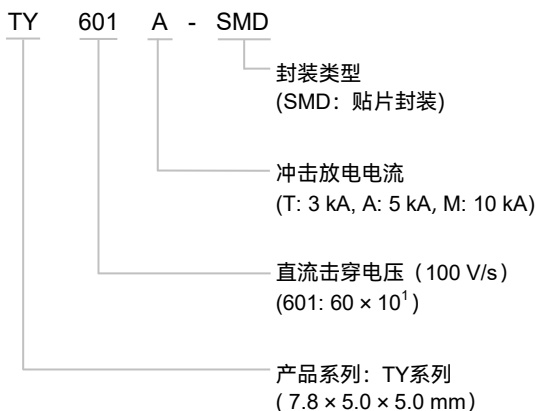 TY 601 A - SMD
封装类型
(SMD：贴片封装)
冲击放电电流
(T: 3 kA, A: 5 kA, M: 10 kA)
直流击穿电压（100 V/s）
(601: 60 × 10¹)
产品系列：TY系列
( 7.8 × 5.0 × 5.0 mm)